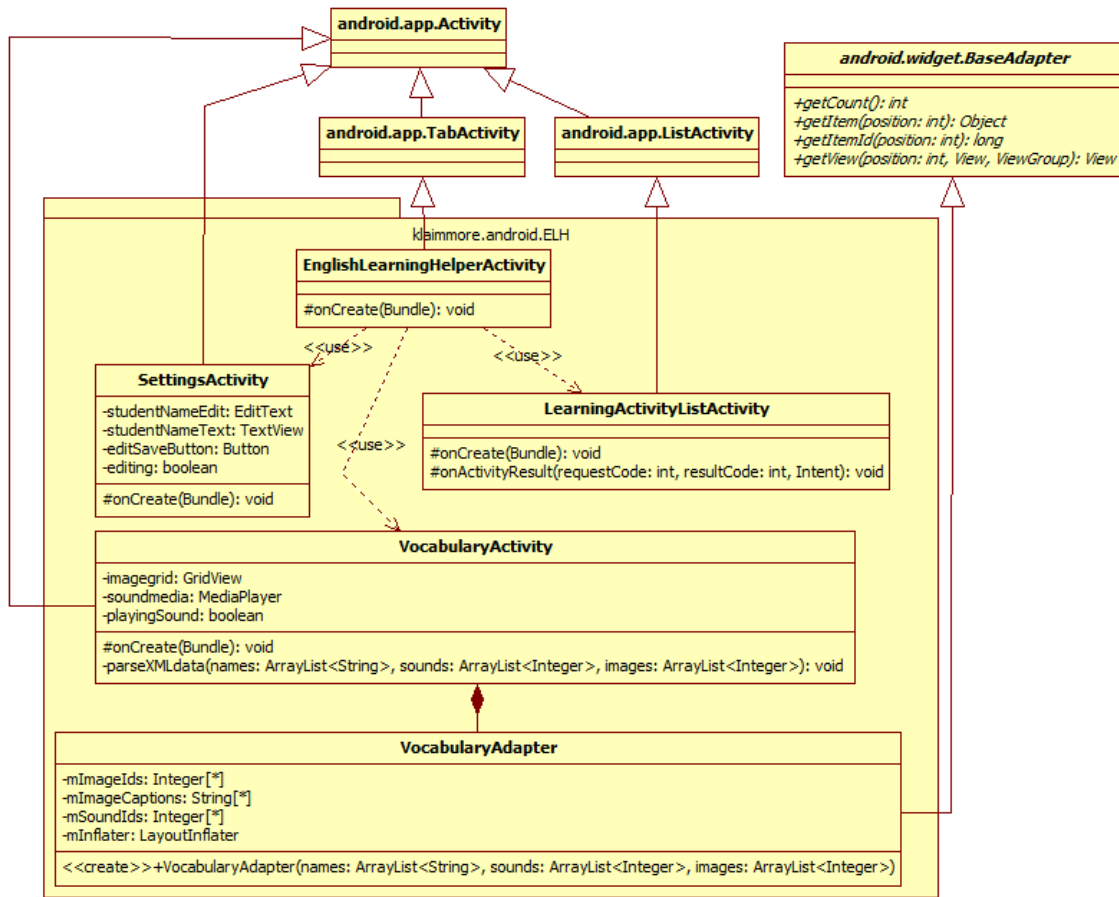 android.app.Activity
android.widget.BaseAdapter
+getCount(): int
+getItem(position: int): Object
+getItemId(position: int): long
+getView(position: int, View, ViewGroup): View
android.app.TabActivity
android.app.ListActivity
klaimmore.android.ELH
EnglishLearningHelperActivity
#onCreate(Bundle): void
<<use>>
<<use>>
<<use>>
SettingsActivity
-studentNameEdit: EditText
-studentNameText: TextView
-editSaveButton: Button
-editing: boolean
#onCreate(Bundle): void
LearningActivityListActivity
#onCreate(Bundle): void
#onActivityResult(requestCode: int, resultCode: int, Intent): void
VocabularyActivity
-imagegrid: GridView
-soundmedia: MediaPlayer
-playingSound: boolean
#onCreate(Bundle): void
-parseXMLdata(names: ArrayList<String>, sounds: ArrayList<Integer>, images: ArrayList<Integer>): void
VocabularyAdapter
-mImageIds: Integer[*]
-mImageCaptions: String[*]
-mSoundIds: Integer[*]
-mInflater: LayoutInflater
<<create>>+VocabularyAdapter(names: ArrayList<String>, sounds: ArrayList<Integer>, images: ArrayList<Integer>)